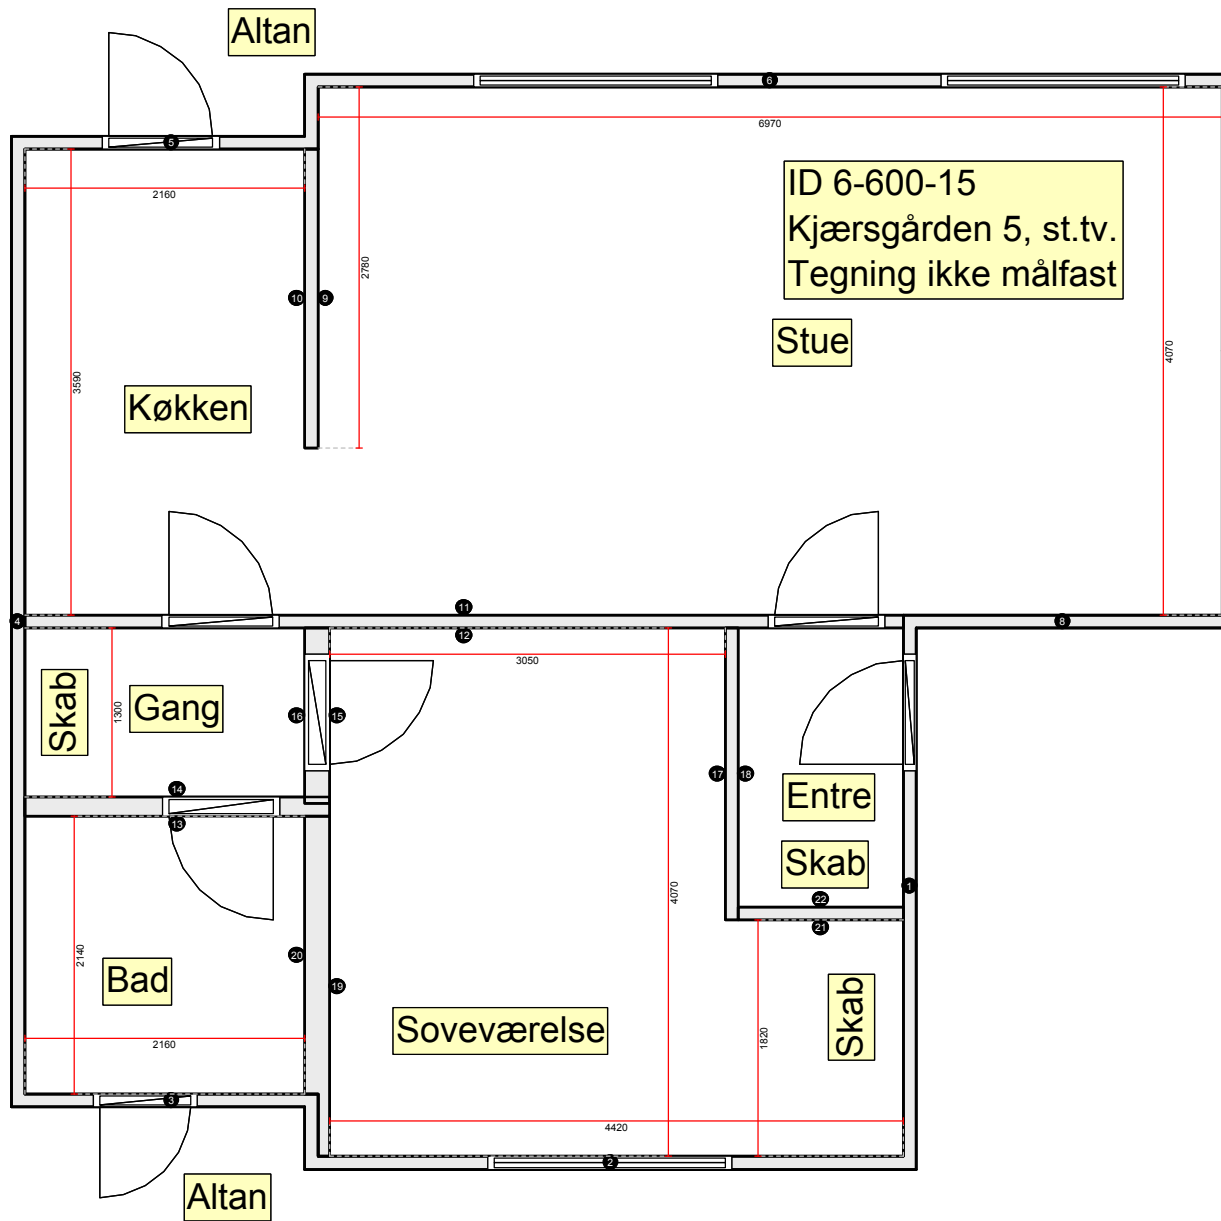 Altan
6
5
6970
2160
ID 6-600-15
Kjærsgården 5, st.tv.
Tegning ikke målfast
2780
10
9
Stue
4070
3590
Køkken
11
4
8
12
3050
Skab
1300
Gang
16
15
17
18
14
Entre
13
Skab
4070
1
22
21
20
2140
Bad
19
Soveværelse
1820
Skab
2160
3
4420
2
Altan